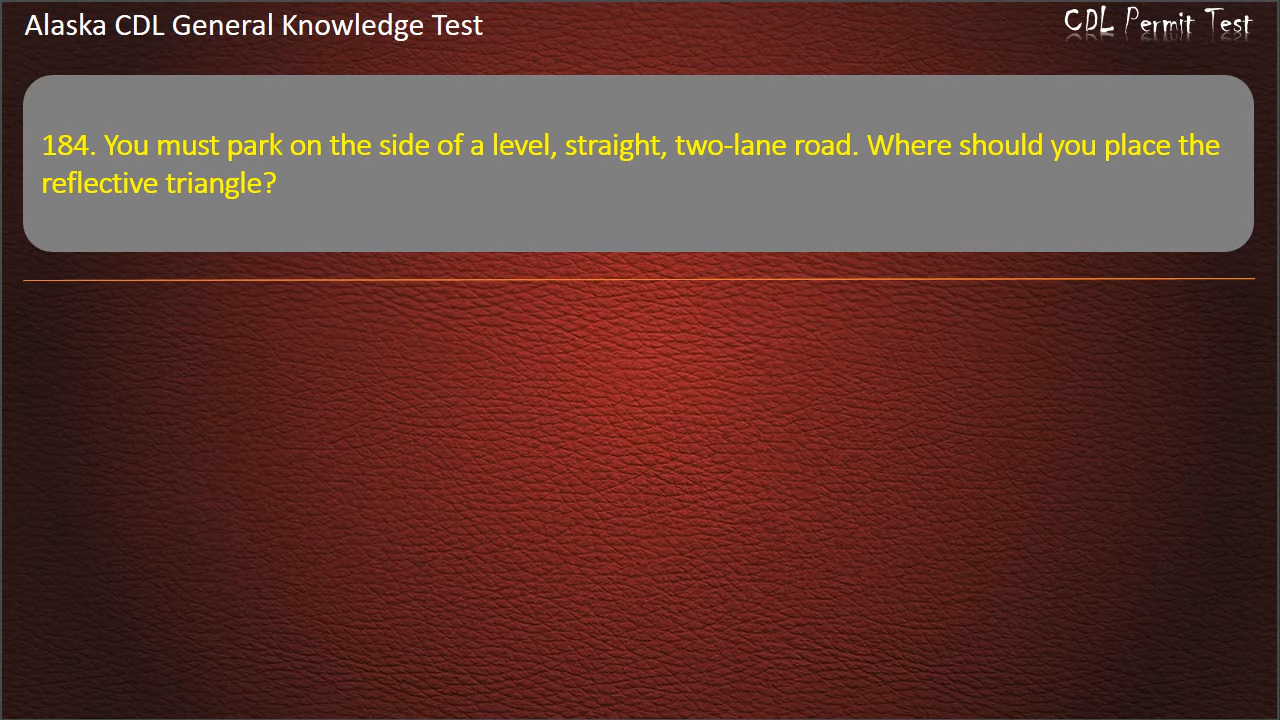 Alaska CDL General Knowledge Test
CDL Permit Test
184. You must park on the side of a level, straight, two-lane road. Where should you place the
reflective triangle?